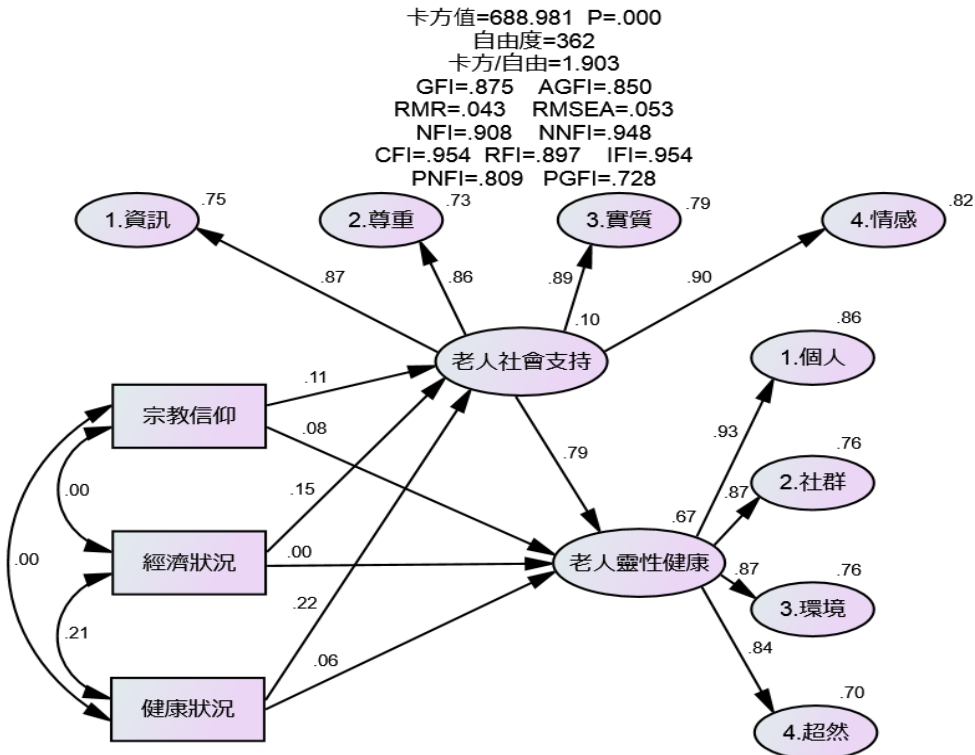 卡方值=688.981 P=.000
自由度=362
卡方/自由=1.903
GFI=.875 AGFI=.850
RMR=.043 RMSEA=.053
NFI=.908 NNFI=.948
CFI=.954 RFI=.897 IFI=.954
PNFI=.809 PGFI=.728
.75 .73 .79 .82
1.資訊 2.尊重 3.實質 4.情感
.87 .86 .89 .90
.10
老人社會支持
.86
1.個人
.11
宗教信仰
.08
.93
.79
.76
2.社群
.00
.15
.87
.67
.00
經濟狀況
.00
老人靈性健康
.87
.76
3.環境
.21
.22
.06
.84
.70
健康狀況
4.超然